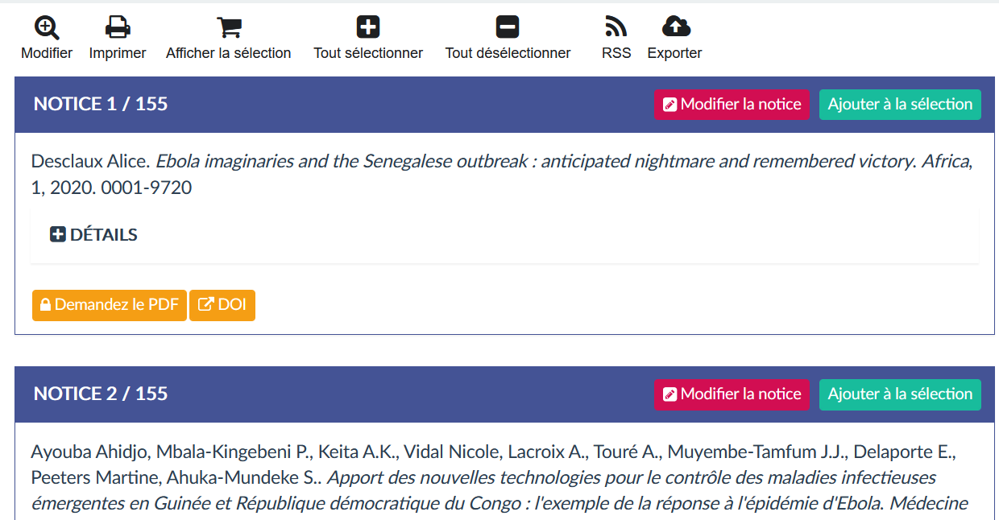 Modifier Imprimer Afficher la sélection Tout sélectionner Tout désélectionner RSS Exporter
NOTICE 1 / 155 Modifier la notice Ajouter à la sélection
Desclaux Alice. Ebola imaginaries and the Senegalese outbreak : anticipated nightmare and remembered victory. Africa,
1, 2020. 0001-9720
DÉTAILS
Demandez le PDF DOI
NOTICE 2 / 155 Modifier la notice Ajouter à la sélection
Ayouba Ahidjo, Mbala-Kingebeni P., Keita A.K., Vidal Nicole, Lacroix A., Touré A., Muyembe-Tamfum J.J., Delaporte E.,
Peeters Martine, Ahuka-Mundeke S.. Apport des nouvelles technologies pour le contrôle des maladies infectieuses
émergentes en Guinée et République démocratique du Congo : l'exemple de la réponse à l'épidémie d'Ebola. Médecine